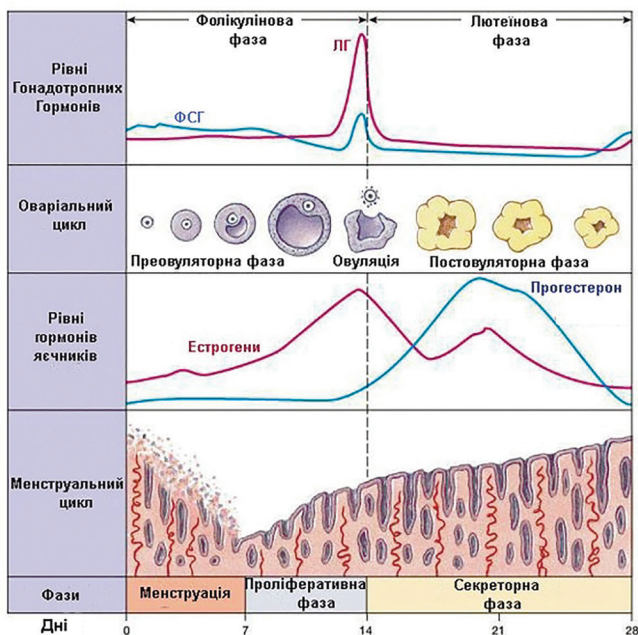 Фолікулінова
фаза
Лютеїнова
фаза
Рівні
Гонадотропних
Гормонів
ЛГ
ФСГ
Оваріальний
цикл
Преовуляторна фаза
Овуляція
Постовуляторна фаза
Рівні
гормонів
яєчників
Естрогени
Прогестерон
Менструальний
цикл
Фази
Менструація
Проліферативна
фаза
Секреторна
фаза
Дні
0
7
14
21
28